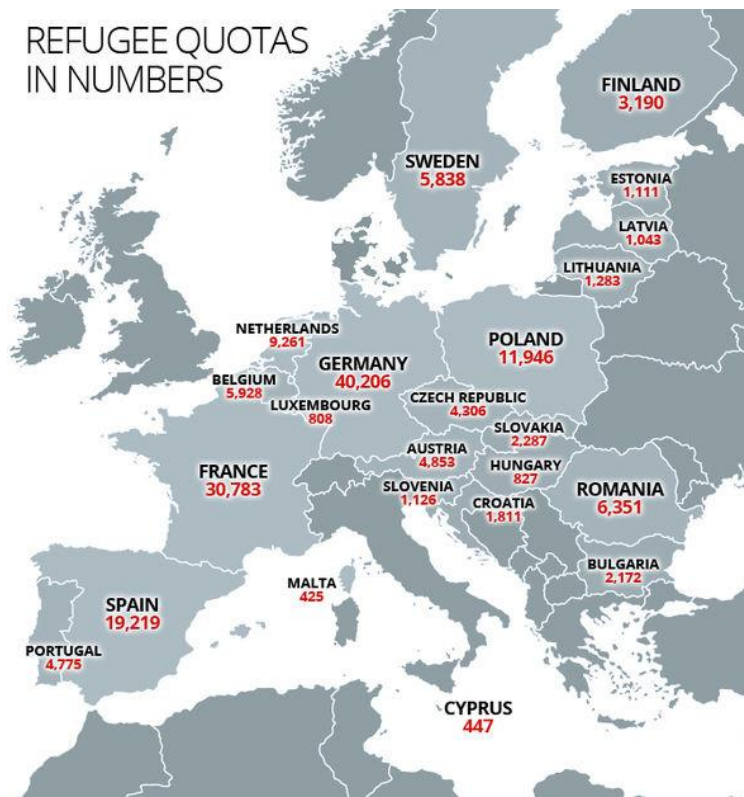 REFUGEE QUOTAS
IN NUMBERS
FINLAND
3,190
SWEDEN
5,838
ESTONIA
1,111
LATVIA
1,043
LITHUANIA
1,283
NETHERLANDS
9,261
POLAND
11,946
GERMANY
40,206
BELGIUM
5,928
CZECH REPUBLIC
4,306
LUXEMBOURG
808
SLOVAKIA
2,287
AUSTRIA
4,853
HUNGARY
827
FRANCE
30,783
SLOVENIA
1,126
ROMANIA
6,351
CROATIA
1,811
BULGARIA
2,172
MALTA
425
SPAIN
19,219
PORTUGAL
4,775
CYPRUS
447